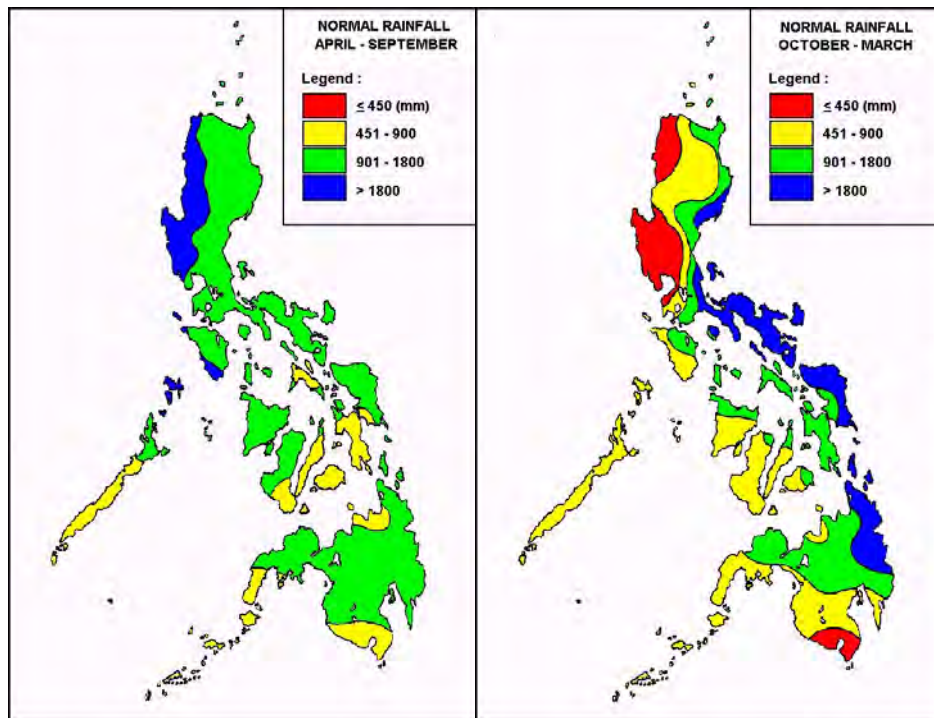 NORMAL RAINFALL
APRIL - SEPTEMBER
Legend :
≤ 450 (mm)
451 - 900
901 - 1800
> 1800
NORMAL RAINFALL
OCTOBER - MARCH
Legend :
≤ 450 (mm)
451 - 900
901 - 1800
> 1800